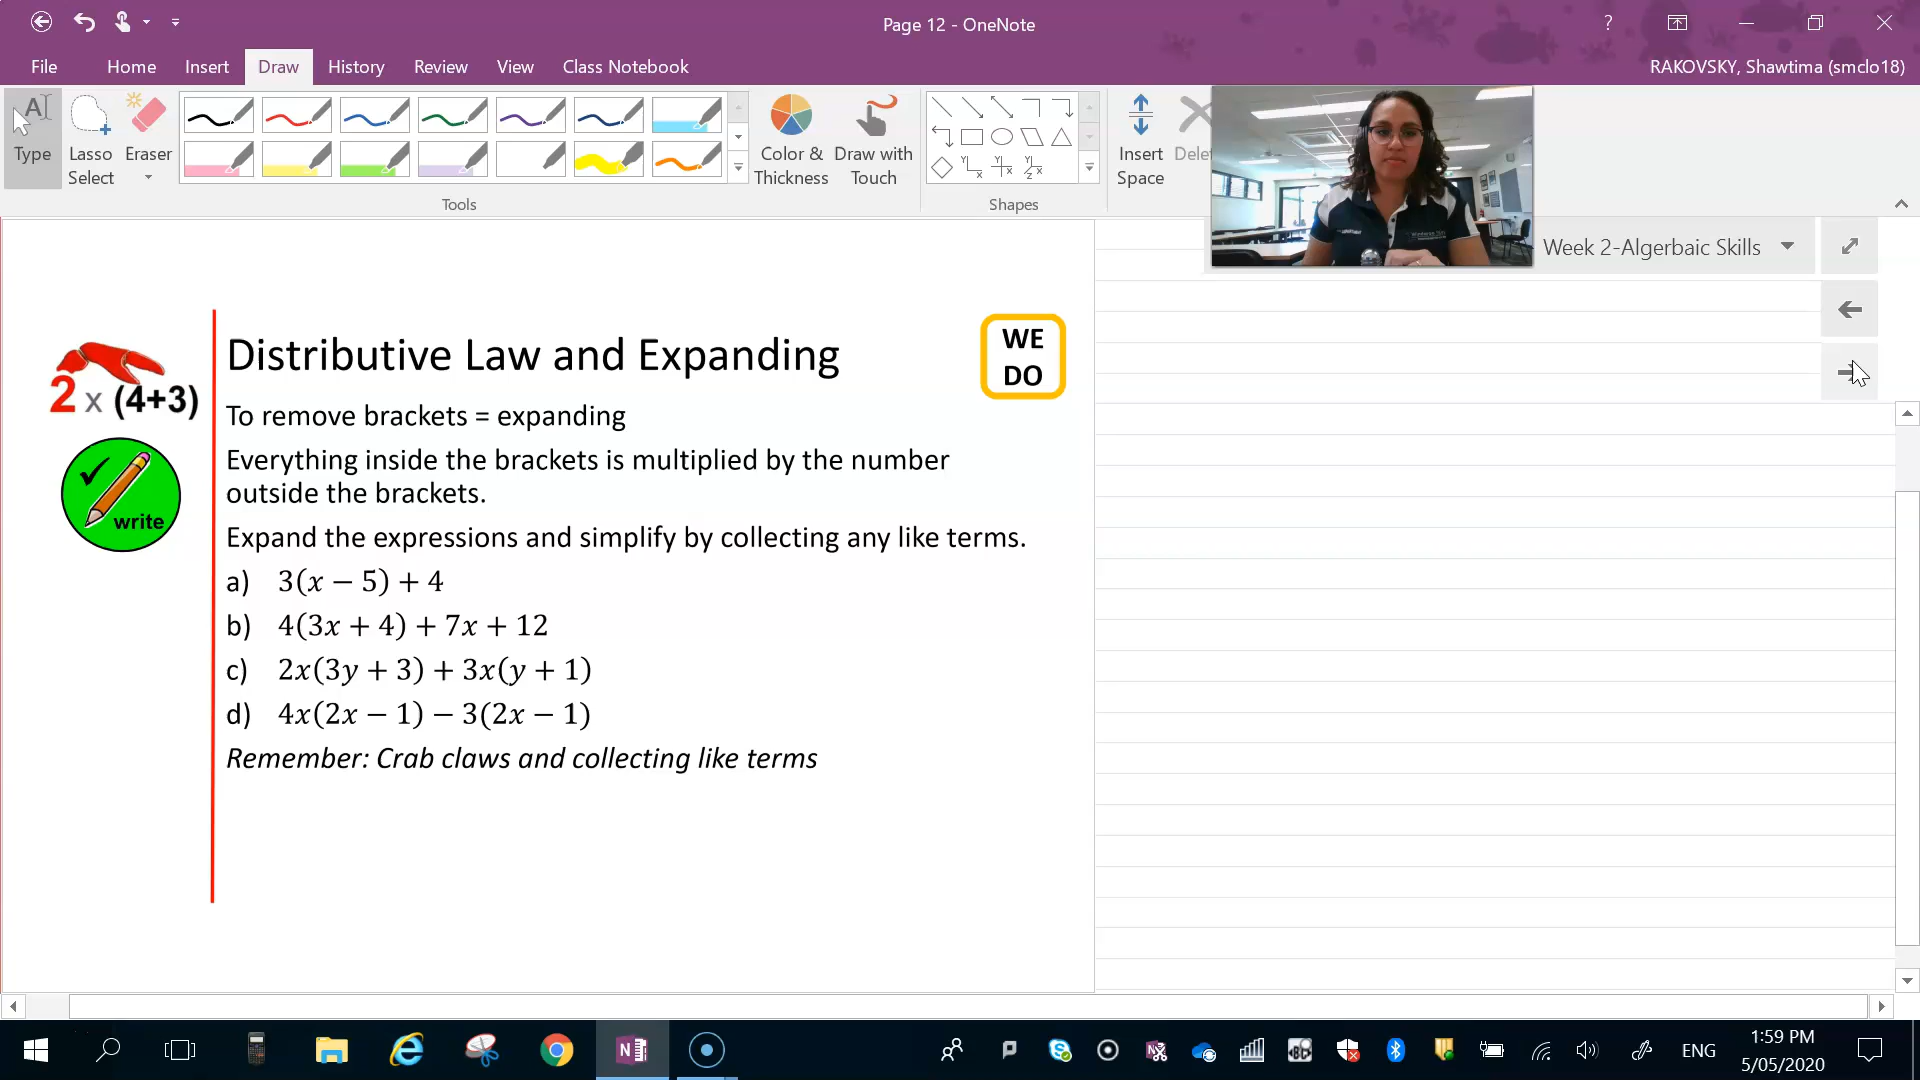 Page 12 - OneNote
?
File
Home
Insert
Draw
History
Review
View
Class Notebook
RAKOVSKY, Shawtima (smclo18)
Type
Lasso
Select
Eraser
Color &
Thickness
Draw with
Touch
Insert
Space
Tools
Shapes
Week 2-Algerbaic Skills
2 x (4+3)
write
Distributive Law and Expanding
WE
DO
To remove brackets = expanding
Everything inside the brackets is multiplied by the number
outside the brackets.
Expand the expressions and simplify by collecting any like terms.
a) 3(x − 5) + 4
b) 4(3x + 4) + 7x + 12
c) 2x(3y + 3) + 3x(y + 1)
d) 4x(2x − 1) − 3(2x − 1)
Remember: Crab claws and collecting like terms
ENG
1:59 PM
5/05/2020